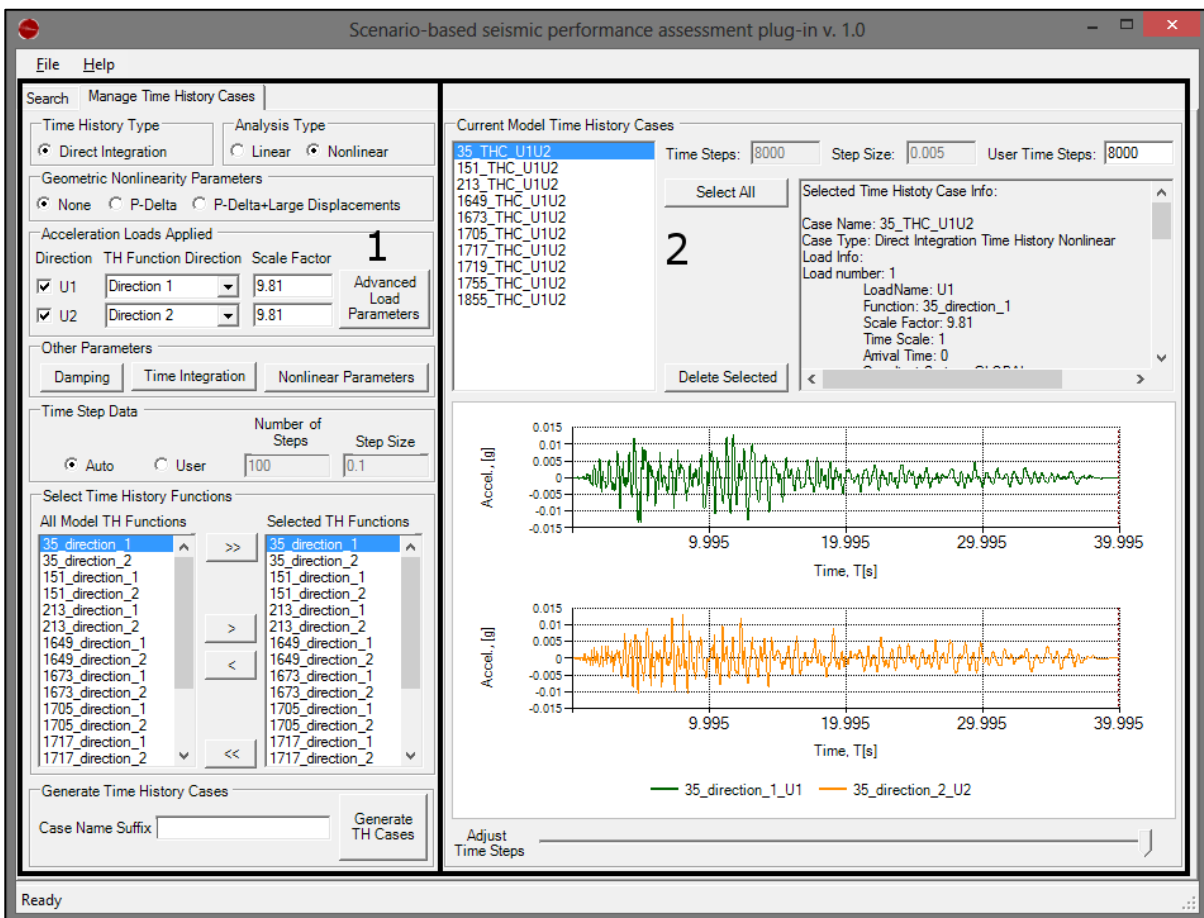 Scenario-based seismic performance assessment plug-in v. 1.0
File Help
Search Manage Time History Cases
Time History Type
Direct Integration
Analysis Type
Linear Nonlinear
Geometric Nonlinearity Parameters
None P-Delta P-Delta+Large Displacements
Acceleration Loads Applied
1
Direction TH Function Direction Scale Factor
U1 Direction 1 9.81
U2 Direction 2 9.81
Advanced
Load
Parameters
Other Parameters
Damping Time Integration Nonlinear Parameters
Time Step Data
Number of
Steps
Step Size
Auto User 100 0.1
Select Time History Functions
All Model TH Functions
35_direction_1
35_direction_2
151_direction_1
151_direction_2
213_direction_1
213_direction_2
1649_direction_1
1649_direction_2
1673_direction_1
1673_direction_2
1705_direction_1
1705_direction_2
1717_direction_1
1717_direction_2
>>
>
<
<<
Selected TH Functions
35_direction_1
35_direction_2
151_direction_1
151_direction_2
213_direction_1
213_direction_2
1649_direction_1
1649_direction_2
1673_direction_1
1673_direction_2
1705_direction_1
1705_direction_2
1717_direction_1
1717_direction_2
Generate Time History Cases
Case Name Suffix
Generate
TH Cases
Current Model Time History Cases
35_THC_U1U2
151_THC_U1U2
213_THC_U1U2
1649_THC_U1U2
1673_THC_U1U2
1705_THC_U1U2
1717_THC_U1U2
1719_THC_U1U2
1755_THC_U1U2
1855_THC_U1U2
Time Steps: 8000 Step Size: 0.005 User Time Steps: 8000
Select All
2
Delete Selected
Selected Time Histoty Case Info:
Case Name: 35_THC_U1U2
Case Type: Direct Integration Time History Nonlinear
Load Info:
Load number: 1
LoadName: U1
Function: 35_direction_1
Scale Factor: 9.81
Time Scale: 1
Arrival Time: 0
Accel., [g]
0.015
0.01
0.005
0
-0.005
-0.01
-0.015
9.995 19.995 29.995 39.995
Time, T[s]
Accel., [g]
0.015
0.01
0.005
0
-0.005
-0.01
-0.015
9.995 19.995 29.995 39.995
Time, T[s]
35_direction_1_U1 35_direction_2_U2
Adjust
Time Steps
Ready